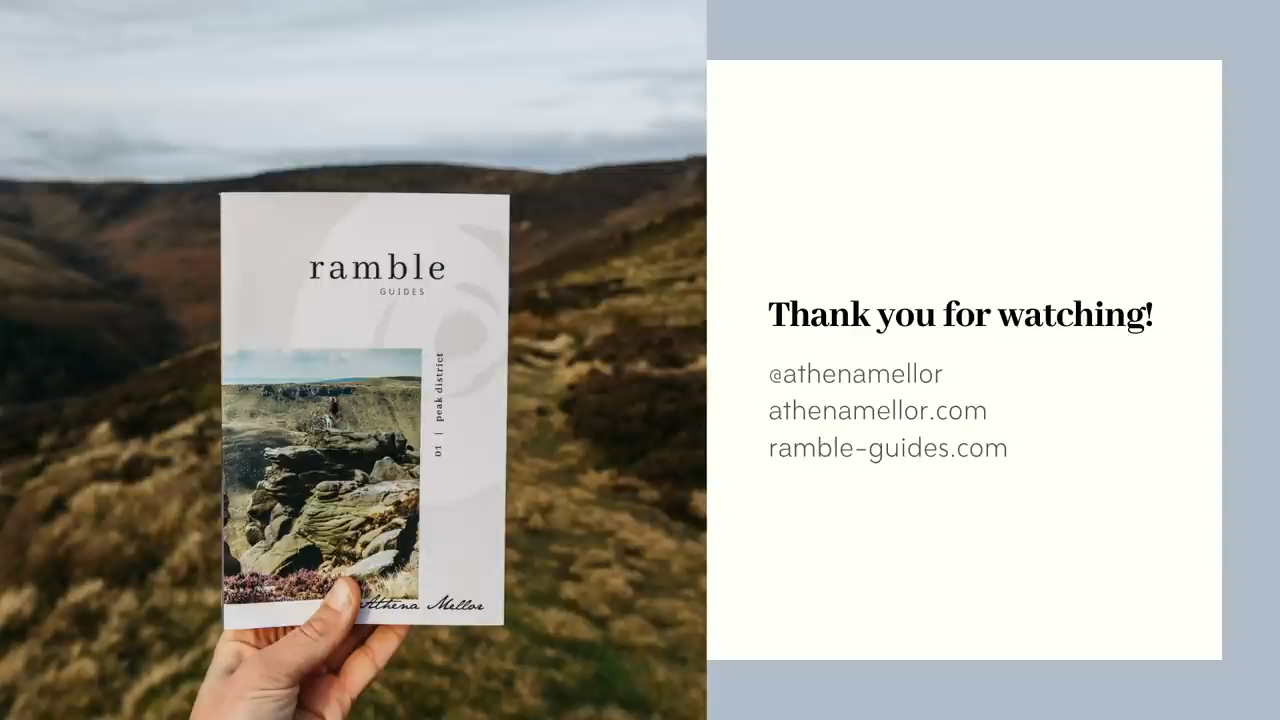 ramble
GUIDES
01 | peak district
Athena Mellor
Thank you for watching!
@athenamellor
athenamellor.com
ramble-guides.com